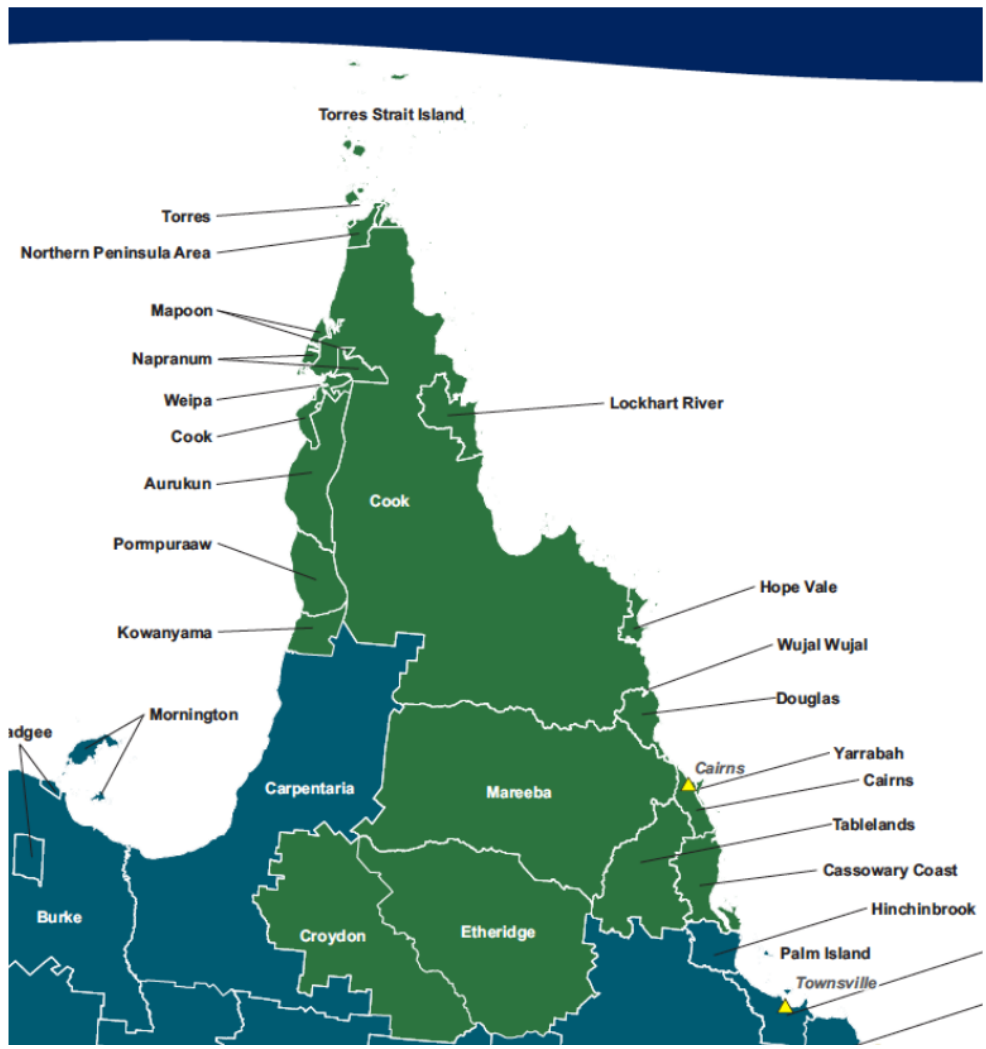 Torres Strait Island
Torres
Northern Peninsula Area
Mapoon
Napranum
Weipa
Lockhart River
Cook
Aurukun
Cook
Pormpuraaw
Hope Vale
Kowanyama
Wujal Wujal
Douglas
Mornington
adgee
Yarrabah
Cairns
Cairns
Carpentaria
Mareeba
Tablelands
Cassowary Coast
Hinchinbrook
Burke
Croydon
Etheridge
Palm Island
Townsville